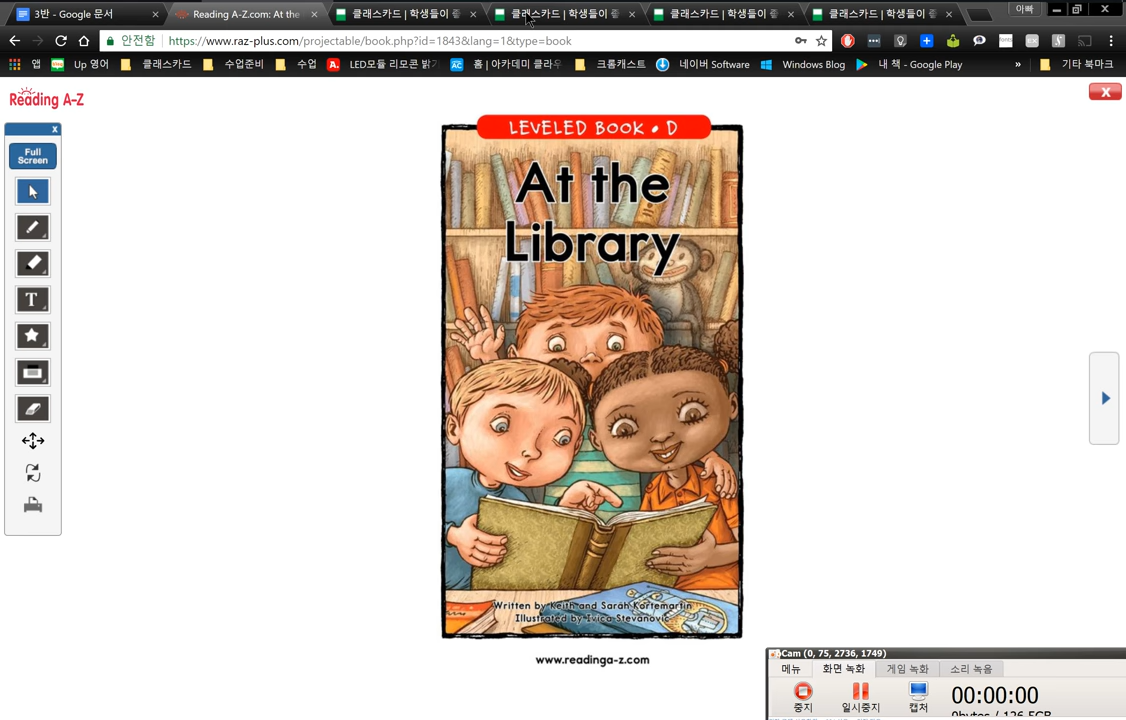 3반 - Google 문서
Reading A-Z.com: At the
클래스카드 | 학생들이 좋
클래스카드 | 학생들이 좋
클래스카드 | 학생들이 좋
클래스카드 | 학생들이 좋
아빠
안전함
https://www.raz-plus.com/projectable/book.php?id=1843&lang=1&type=book
앱
Up 영어
클래스카드
수업준비
수업
LED모듈 리모콘 밝기
홈 | 아카데미 클라우
크롬캐스트
네이버 Software
Windows Blog
내 책 - Google Play
»
기타 북마크
Reading A-Z
Full
Screen
T
LEVELED BOOK • D
At the
Library
Written by Keith and Sarah Kortemartin
Illustrated by Ivica Stevanovic
www.readinga-z.com
oCam (0, 75, 2736, 1749)
메뉴
화면 녹화
게임 녹화
소리 녹음
중지
일시중지
캡처
00:00:00
0bytes / 126.5GB